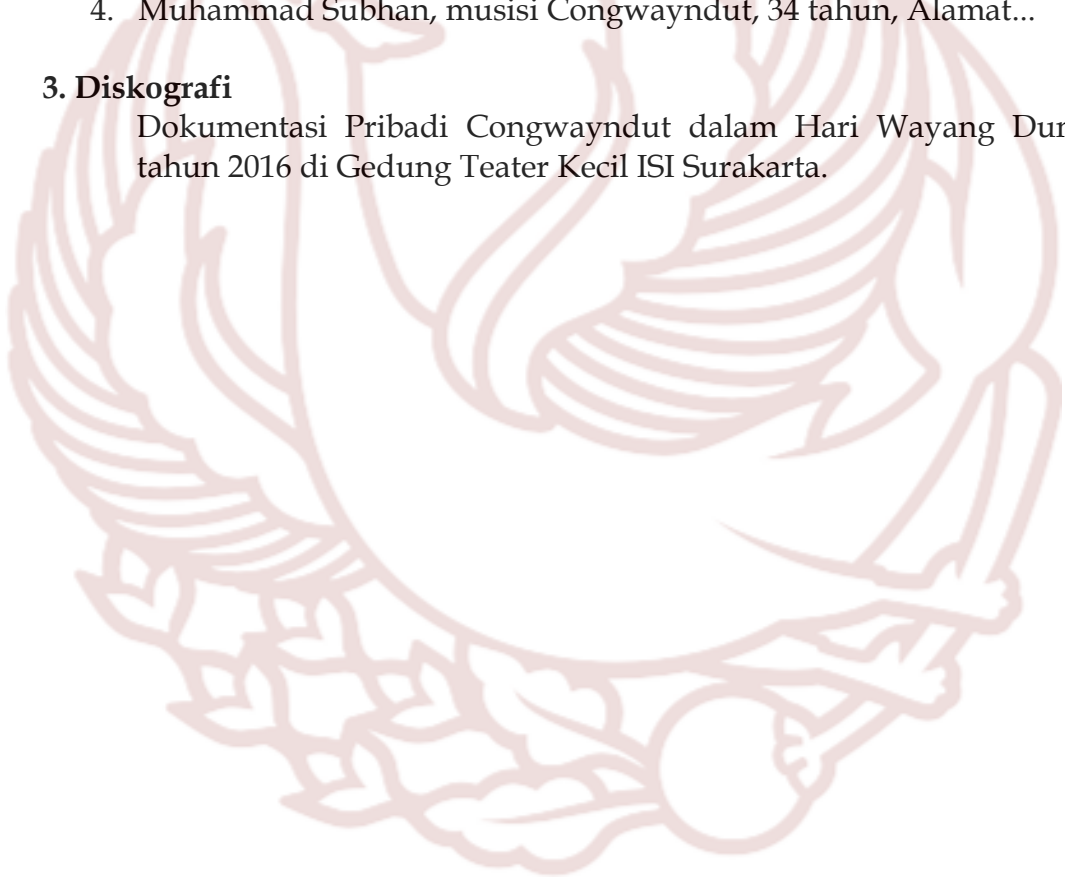 4. Muhammad Subhan, musisi Congwayndut, 34 tahun, Alamat...
3. Diskografi
Dokumentasi Pribadi Congwayndut dalam Hari Wayang Dun
tahun 2016 di Gedung Teater Kecil ISI Surakarta.